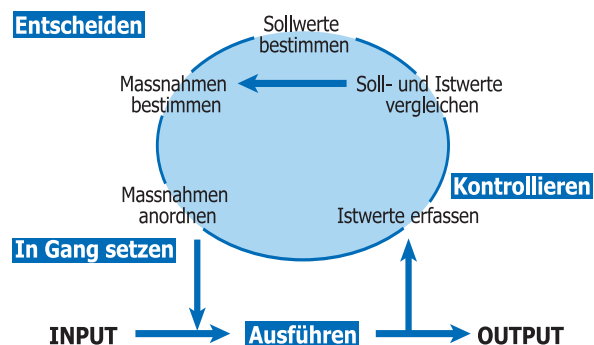 Entscheiden
Sollwerte
bestimmen
Massnahmen
bestimmen
Soll- und Istwerte
vergleichen
Kontrollieren
Massnahmen
anordnen
Istwerte erfassen
In Gang setzen
INPUT
Ausführen
OUTPUT